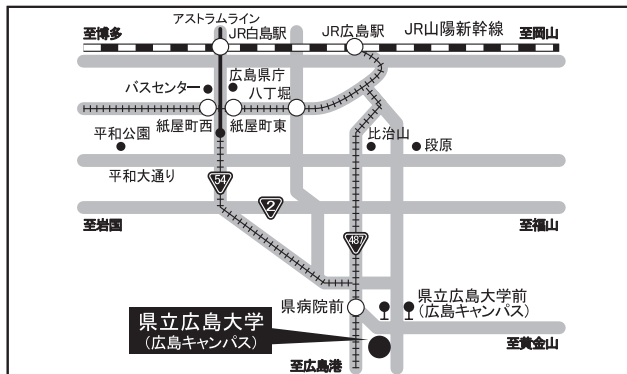 アストラムライン
至博多
JR白島駅
JR広島駅
JR山陽新幹線
至岡山
バスセンター
広島県庁
八丁堀
紙屋町西
紙屋町東
平和公園
比治山
段原
平和大通り
54
2
至岩国
至福山
487
県病院前
県立広島大学前
(広島キャンパス)
県立広島大学
(広島キャンパス)
至黄金山
至広島港